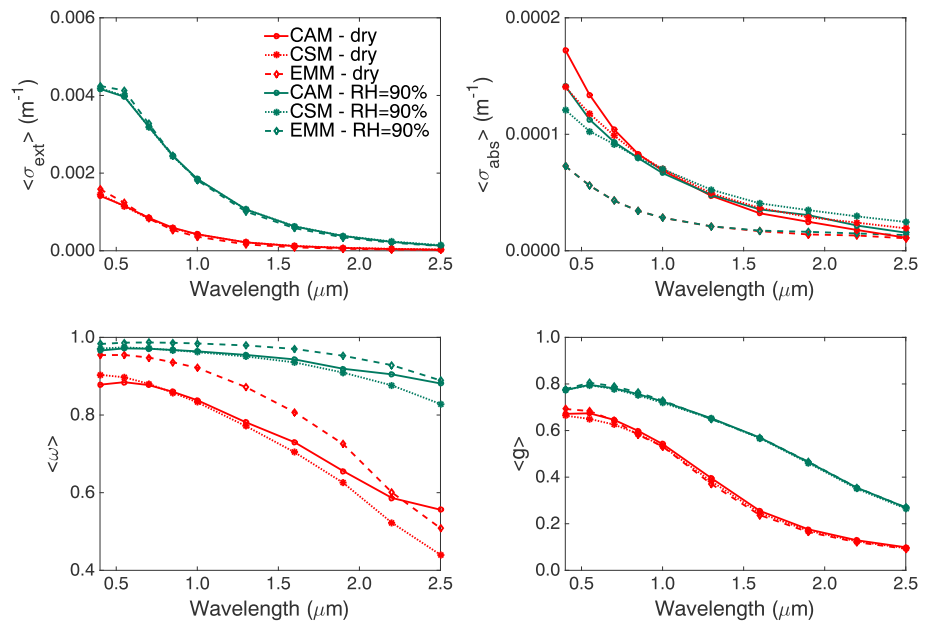 0.006
0.004
0.002
0.000
<σext> (m-1)
CAM - dry
CSM - dry
EMM - dry
CAM - RH=90%
CSM - RH=90%
EMM - RH=90%
0.5 1.0 1.5 2.0 2.5
Wavelength (μm)
0.0002
0.0001
0.0000
<σabs> (m-1)
0.5 1.0 1.5 2.0 2.5
Wavelength (μm)
1.0
0.8
0.6
0.4
<ω>
0.5 1.0 1.5 2.0 2.5
Wavelength (μm)
1.0
0.8
0.6
0.4
0.2
0.0
<g>
0.5 1.0 1.5 2.0 2.5
Wavelength (μm)